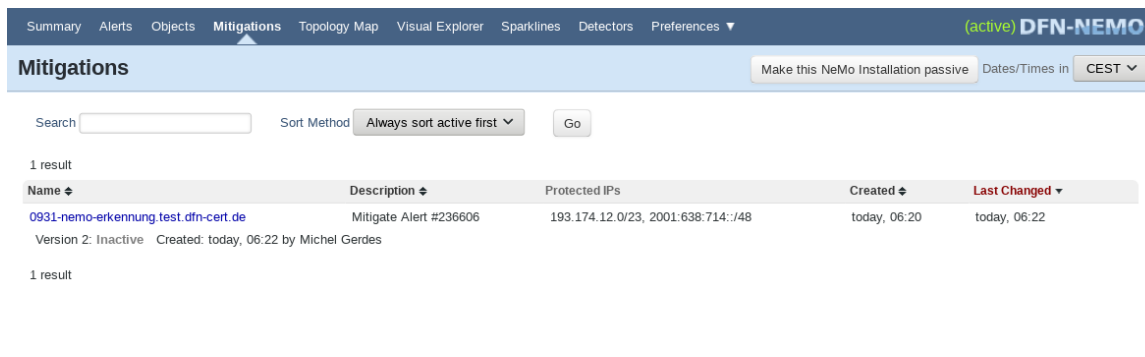 Summary Alerts Objects Mitigations Topology Map Visual Explorer Sparklines Detectors Preferences ▼ (active) DFN-NEMO
Mitigations Make this NeMo Installation passive Dates/Times in CEST
Search Sort Method Always sort active first Go
1 result
Name Description Protected IPs Created Last Changed
0931-nemo-erkennung.test.dfn-cert.de Mitigate Alert #236606 193.174.12.0/23, 2001:638:714::/48 today, 06:20 today, 06:22
Version 2: Inactive Created: today, 06:22 by Michel Gerdes
1 result